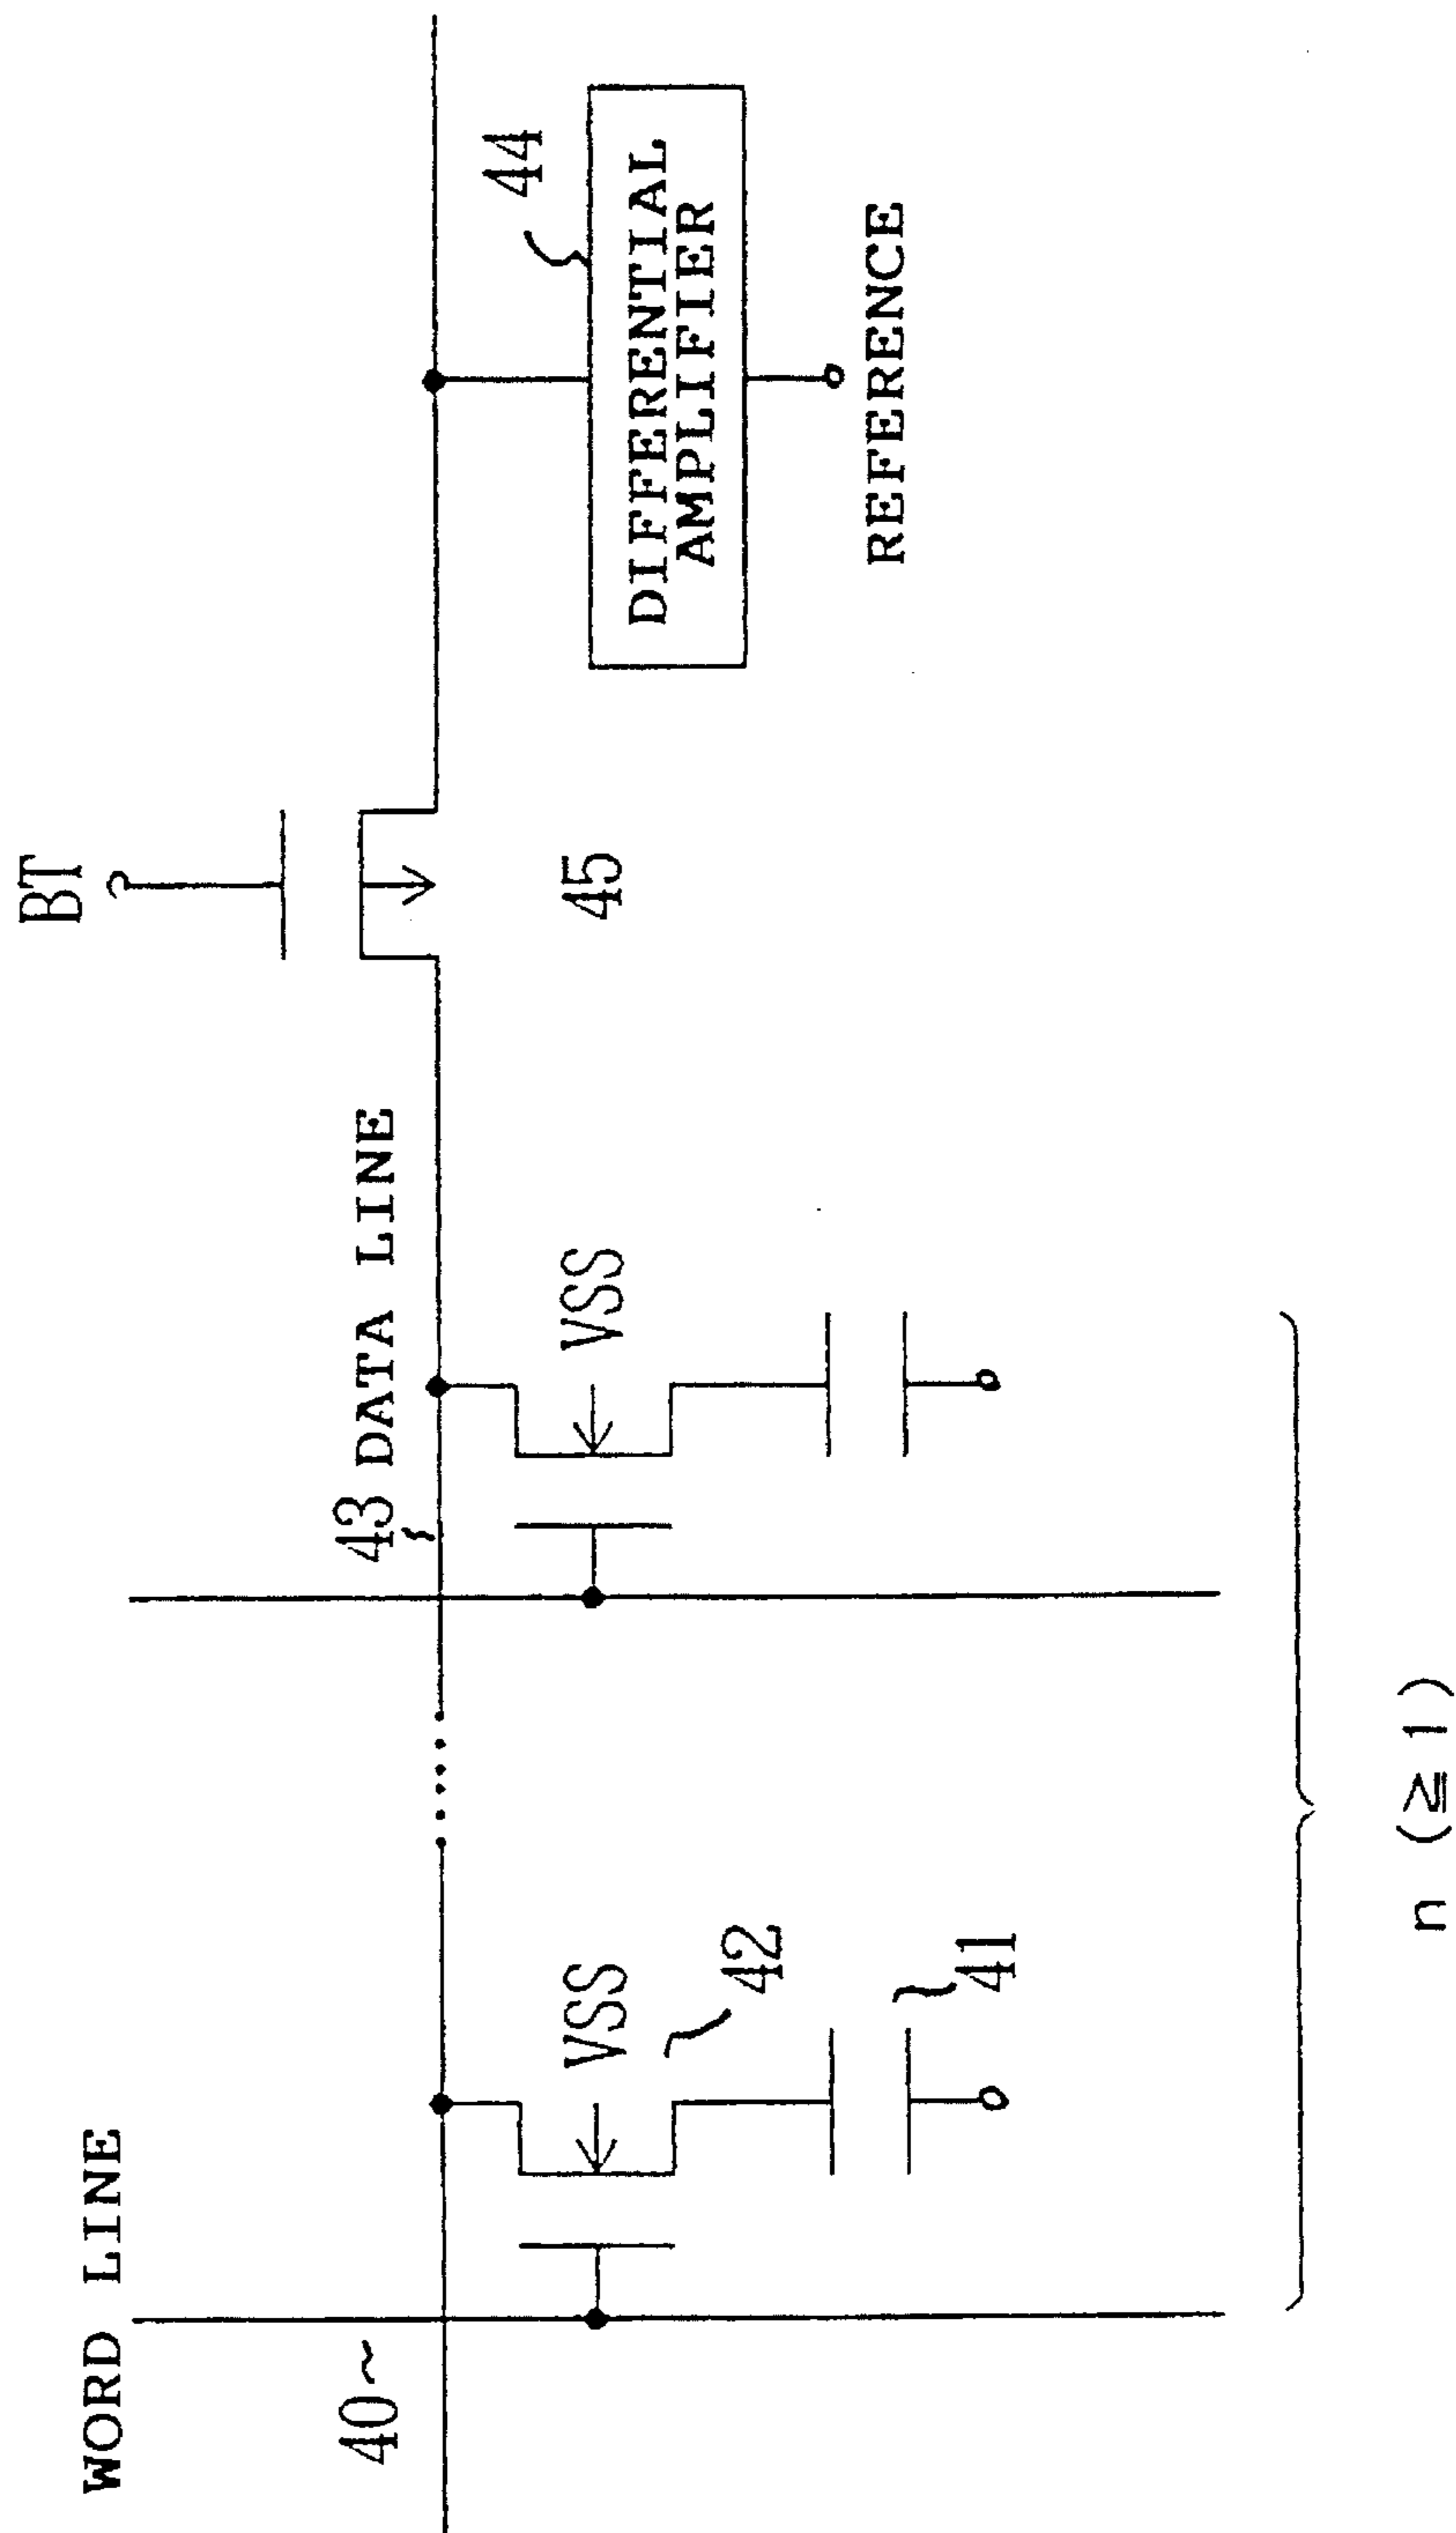 WORD LINE
40
VSS
42
41
43 DATA LINE
VSS
n (≧1)
BT
45
44
DIFFERENTIAL
AMPLIFIER
REFERENCE